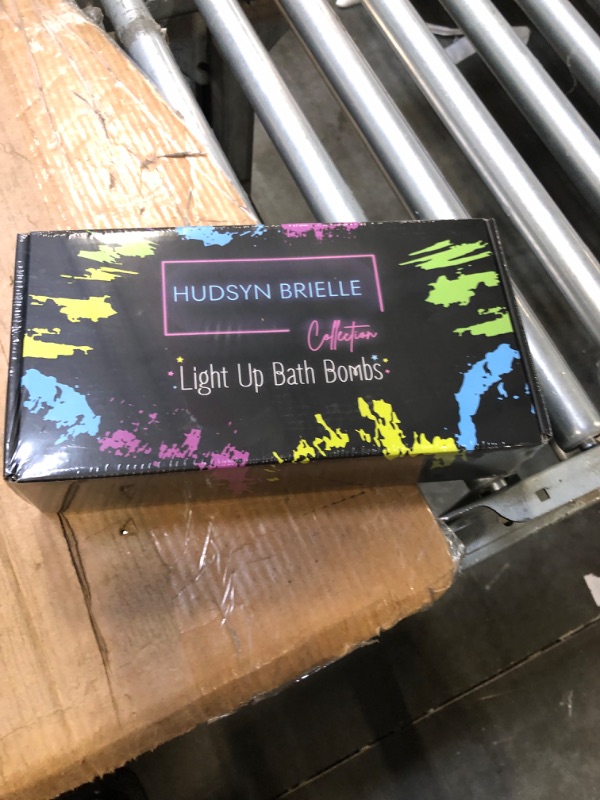 HUDSYN BRIELLE
Collection
Light Up Bath Bombs